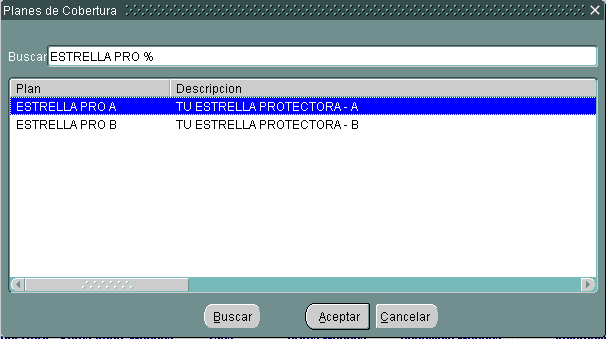 Planes de Cobertura
Buscar ESTRELLA PRO %
Plan Descripcion
ESTRELLA PRO A TU ESTRELLA PROTECTORA - A
ESTRELLA PRO B TU ESTRELLA PROTECTORA - B
Buscar Aceptar Cancelar